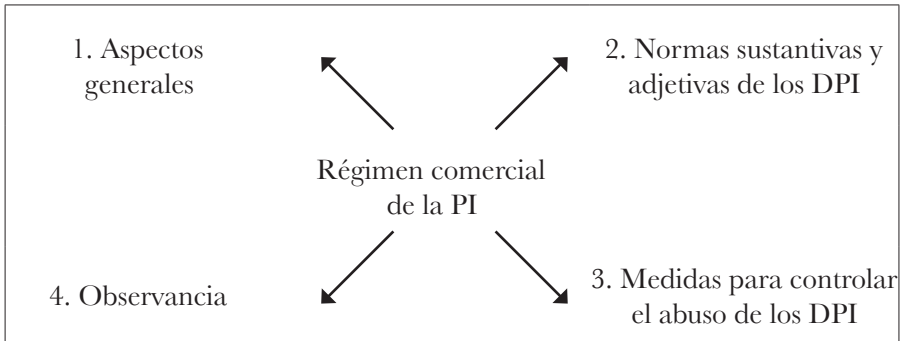 1. Aspectos
generales
2. Normas sustantivas y
adjetivas de los DPI
Régimen comercial
de la PI
4. Observancia
3. Medidas para controlar
el abuso de los DPI